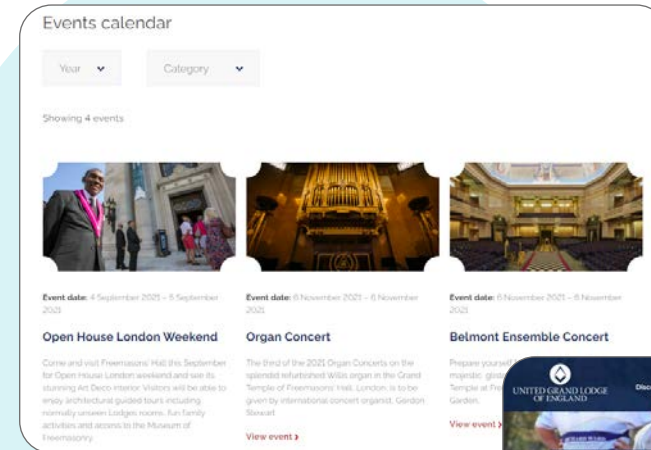 Events calendar
Year
Category
Showing 4 events
Event date: 4 September 2021 – 5 September
2021
Open House London Weekend
Come and visit Freemasons' Hall this September
for Open House London weekend and see its
stunning Art Deco interior. Visitors will be able to
enjoy architectural guided tours including
normally unseen Lodges rooms, fun family
activities and access to the Museum of
Freemasonry.
Event date: 6 November 2021 – 6 November
2021
Organ Concert
The third of the 2021 Organ Concerts on the
splendid refurbished Willis organ in the Grand
Temple of Freemasons' Hall, London, is to be
given by international concert organist, Gordon
Stewart
View event
Event date: 6 November 2021 – 6 November
2021
Belmont Ensemble Concert
Prepare yourself
majestic
Temple at
Garden.
View event
UNITED GRAND LODGE
OF ENGLAND